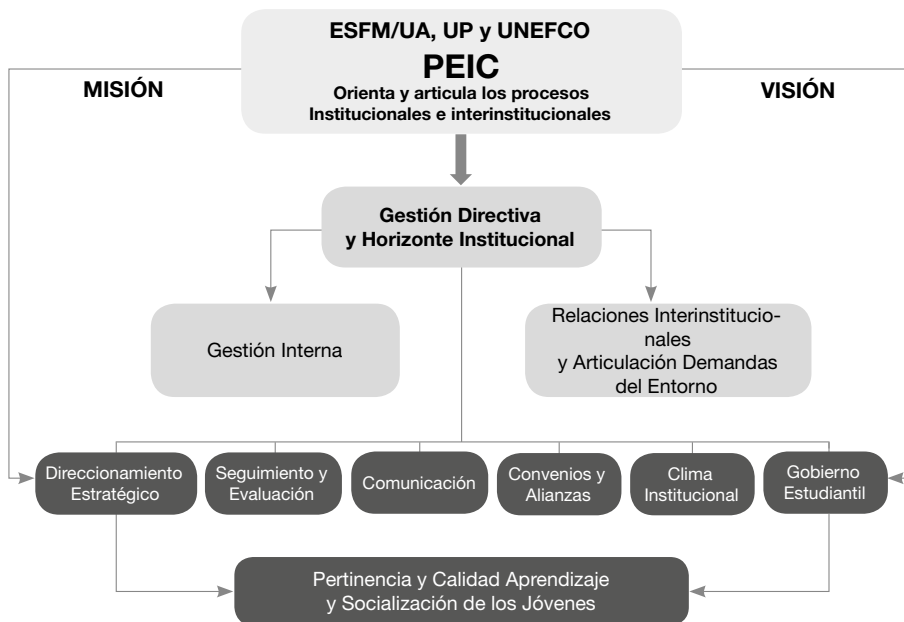 ESFM/UA, UP y UNEFCO
PEIC
Orienta y articula los procesos
Institucionales e interinstitucionales
MISIÓN
VISIÓN
Gestión Directiva
y Horizonte Institucional
Gestión Interna
Relaciones Interinstitucio-
nales
y Articulación Demandas
del Entorno
Direccionamiento
Estratégico
Seguimiento y
Evaluación
Comunicación
Convenios y
Alianzas
Clima
Institucional
Gobierno
Estudiantil
Pertinencia y Calidad Aprendizaje
y Socialización de los Jóvenes